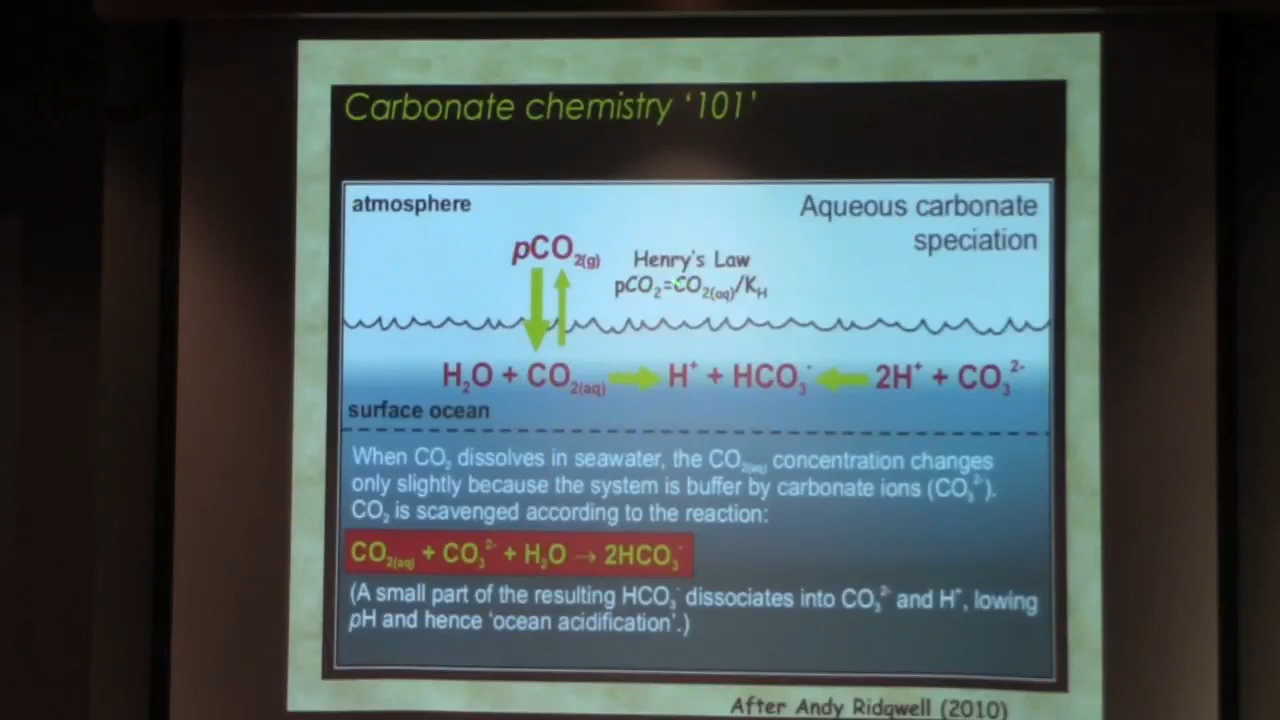 Carbonate chemistry ‘101’
atmosphere
Aqueous carbonate
speciation
pCO₂(g)
Henry's Law
pCO₂=CO₂(aq)/K_H
H₂O + CO₂(aq) → H⁺ + HCO₃⁻ ← 2H⁺ + CO₃²⁻
surface ocean
When CO₂ dissolves in seawater, the CO₂(aq) concentration changes
only slightly because the system is buffer by carbonate ions (CO₃²⁻).
CO₂ is scavenged according to the reaction:
CO₂(aq) + CO₃²⁻ + H₂O → 2HCO₃⁻
(A small part of the resulting HCO₃⁻ dissociates into CO₃²⁻ and H⁺, lowing
pH and hence ‘ocean acidification’.)
After Andy Ridgwell (2010)